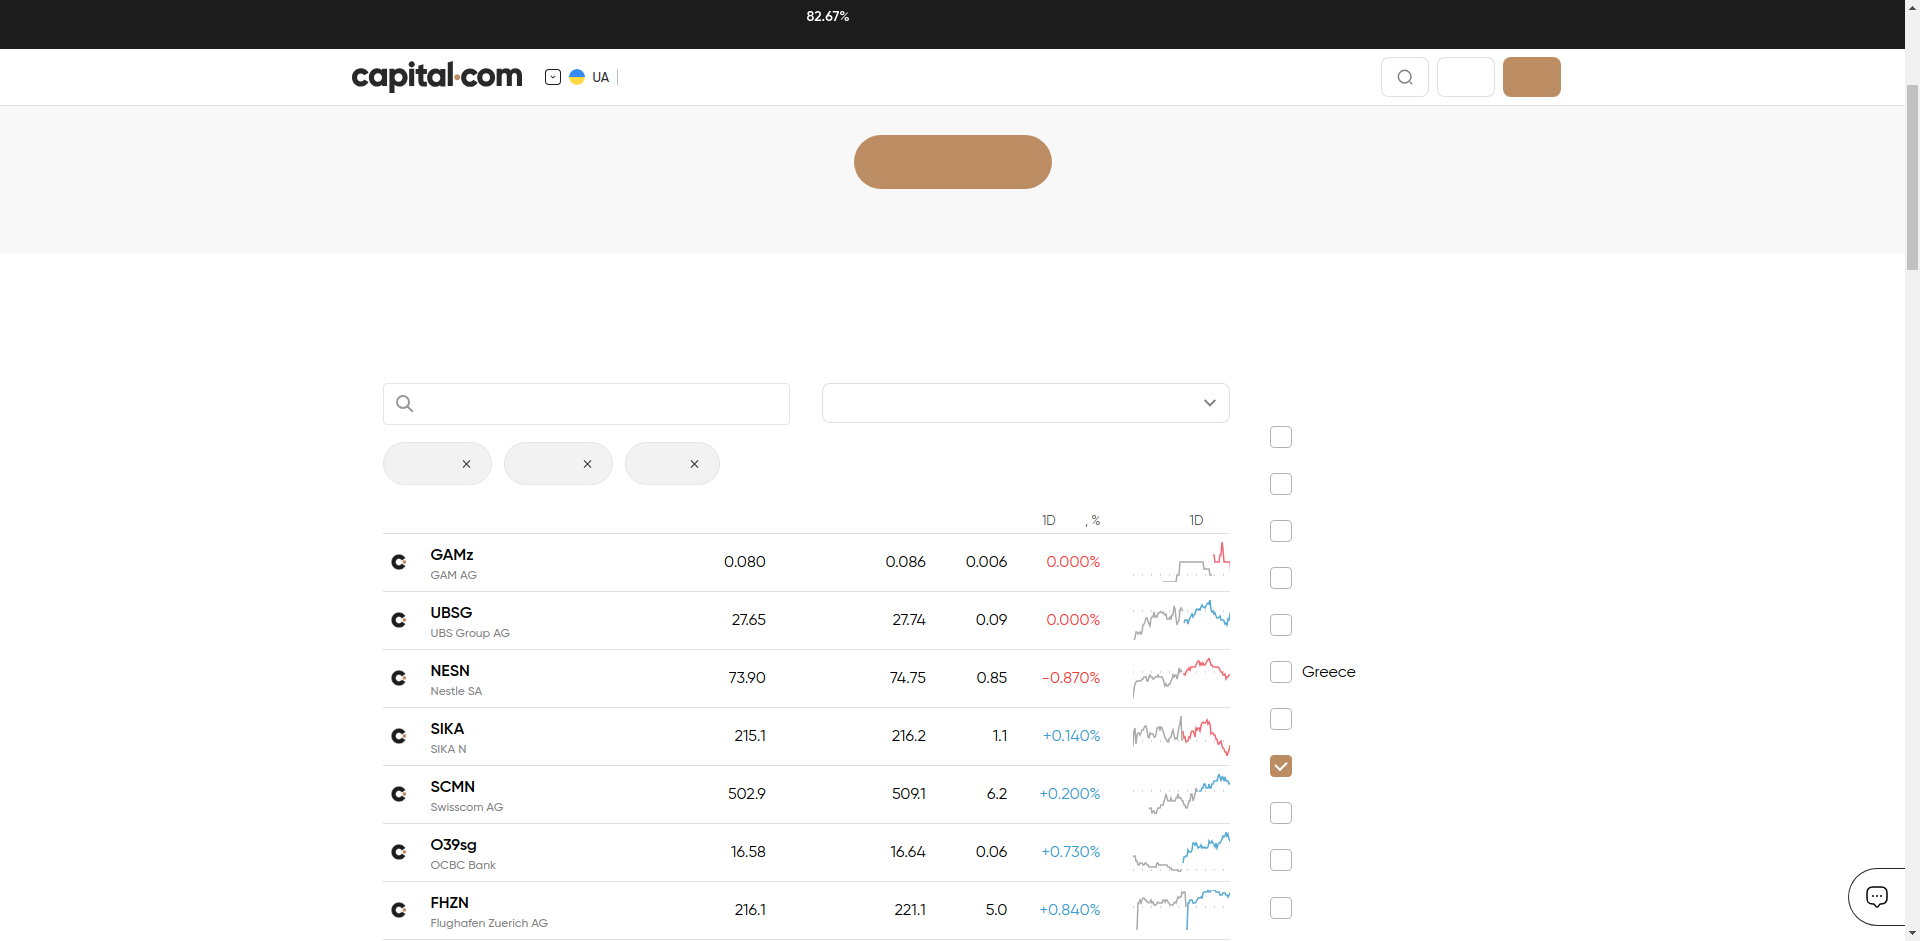 82.67%
capital.com
UA
1D , % 1D
GAMz 0.080 0.086 0.006 0.000%
GAM AG
UBSG 27.65 27.74 0.09 0.000%
UBS Group AG
NESN 73.90 74.75 0.85 -0.870%
Nestle SA
SIKA 215.1 216.2 1.1 +0.140%
SIKA N
SCMN 502.9 509.1 6.2 +0.200%
Swisscom AG
O39sg 16.58 16.64 0.06 +0.730%
OCBC Bank
FHZN 216.1 221.1 5.0 +0.840%
Flughafen Zuerich AG
Greece